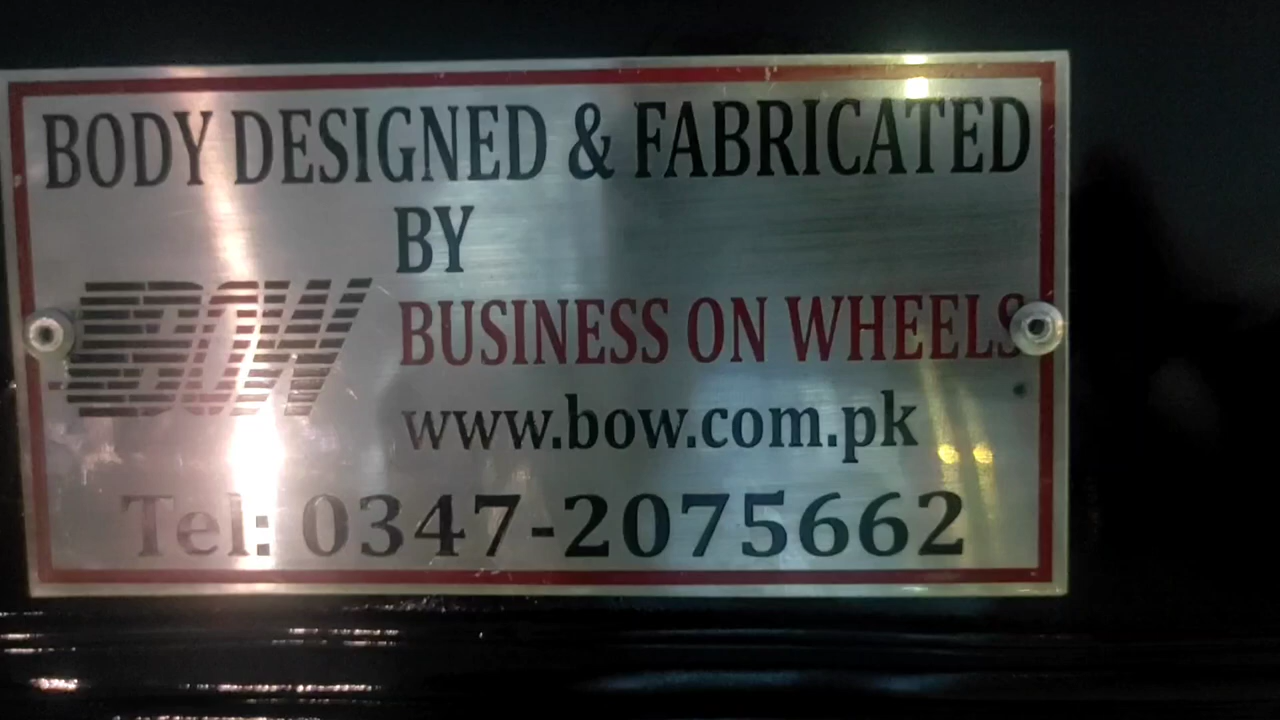 BODY DESIGNED & FABRICATED
BY
BOW
BUSINESS ON WHEELS
www.bow.com.pk
Tel: 0347-2075662